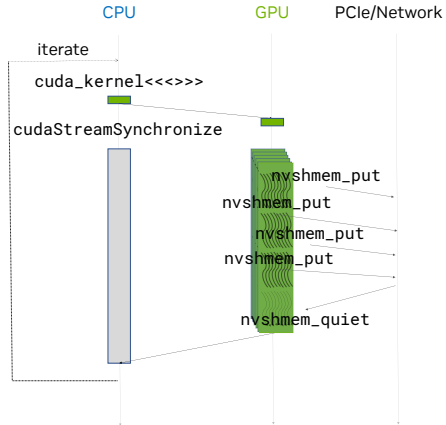 CPU GPU PCIe/Network
iterate
cuda_kernel<<<>>>
cudaStreamSynchronize
nvshmem_put
nvshmem_put
nvshmem_put
nvshmem_put
nvshmem_quiet